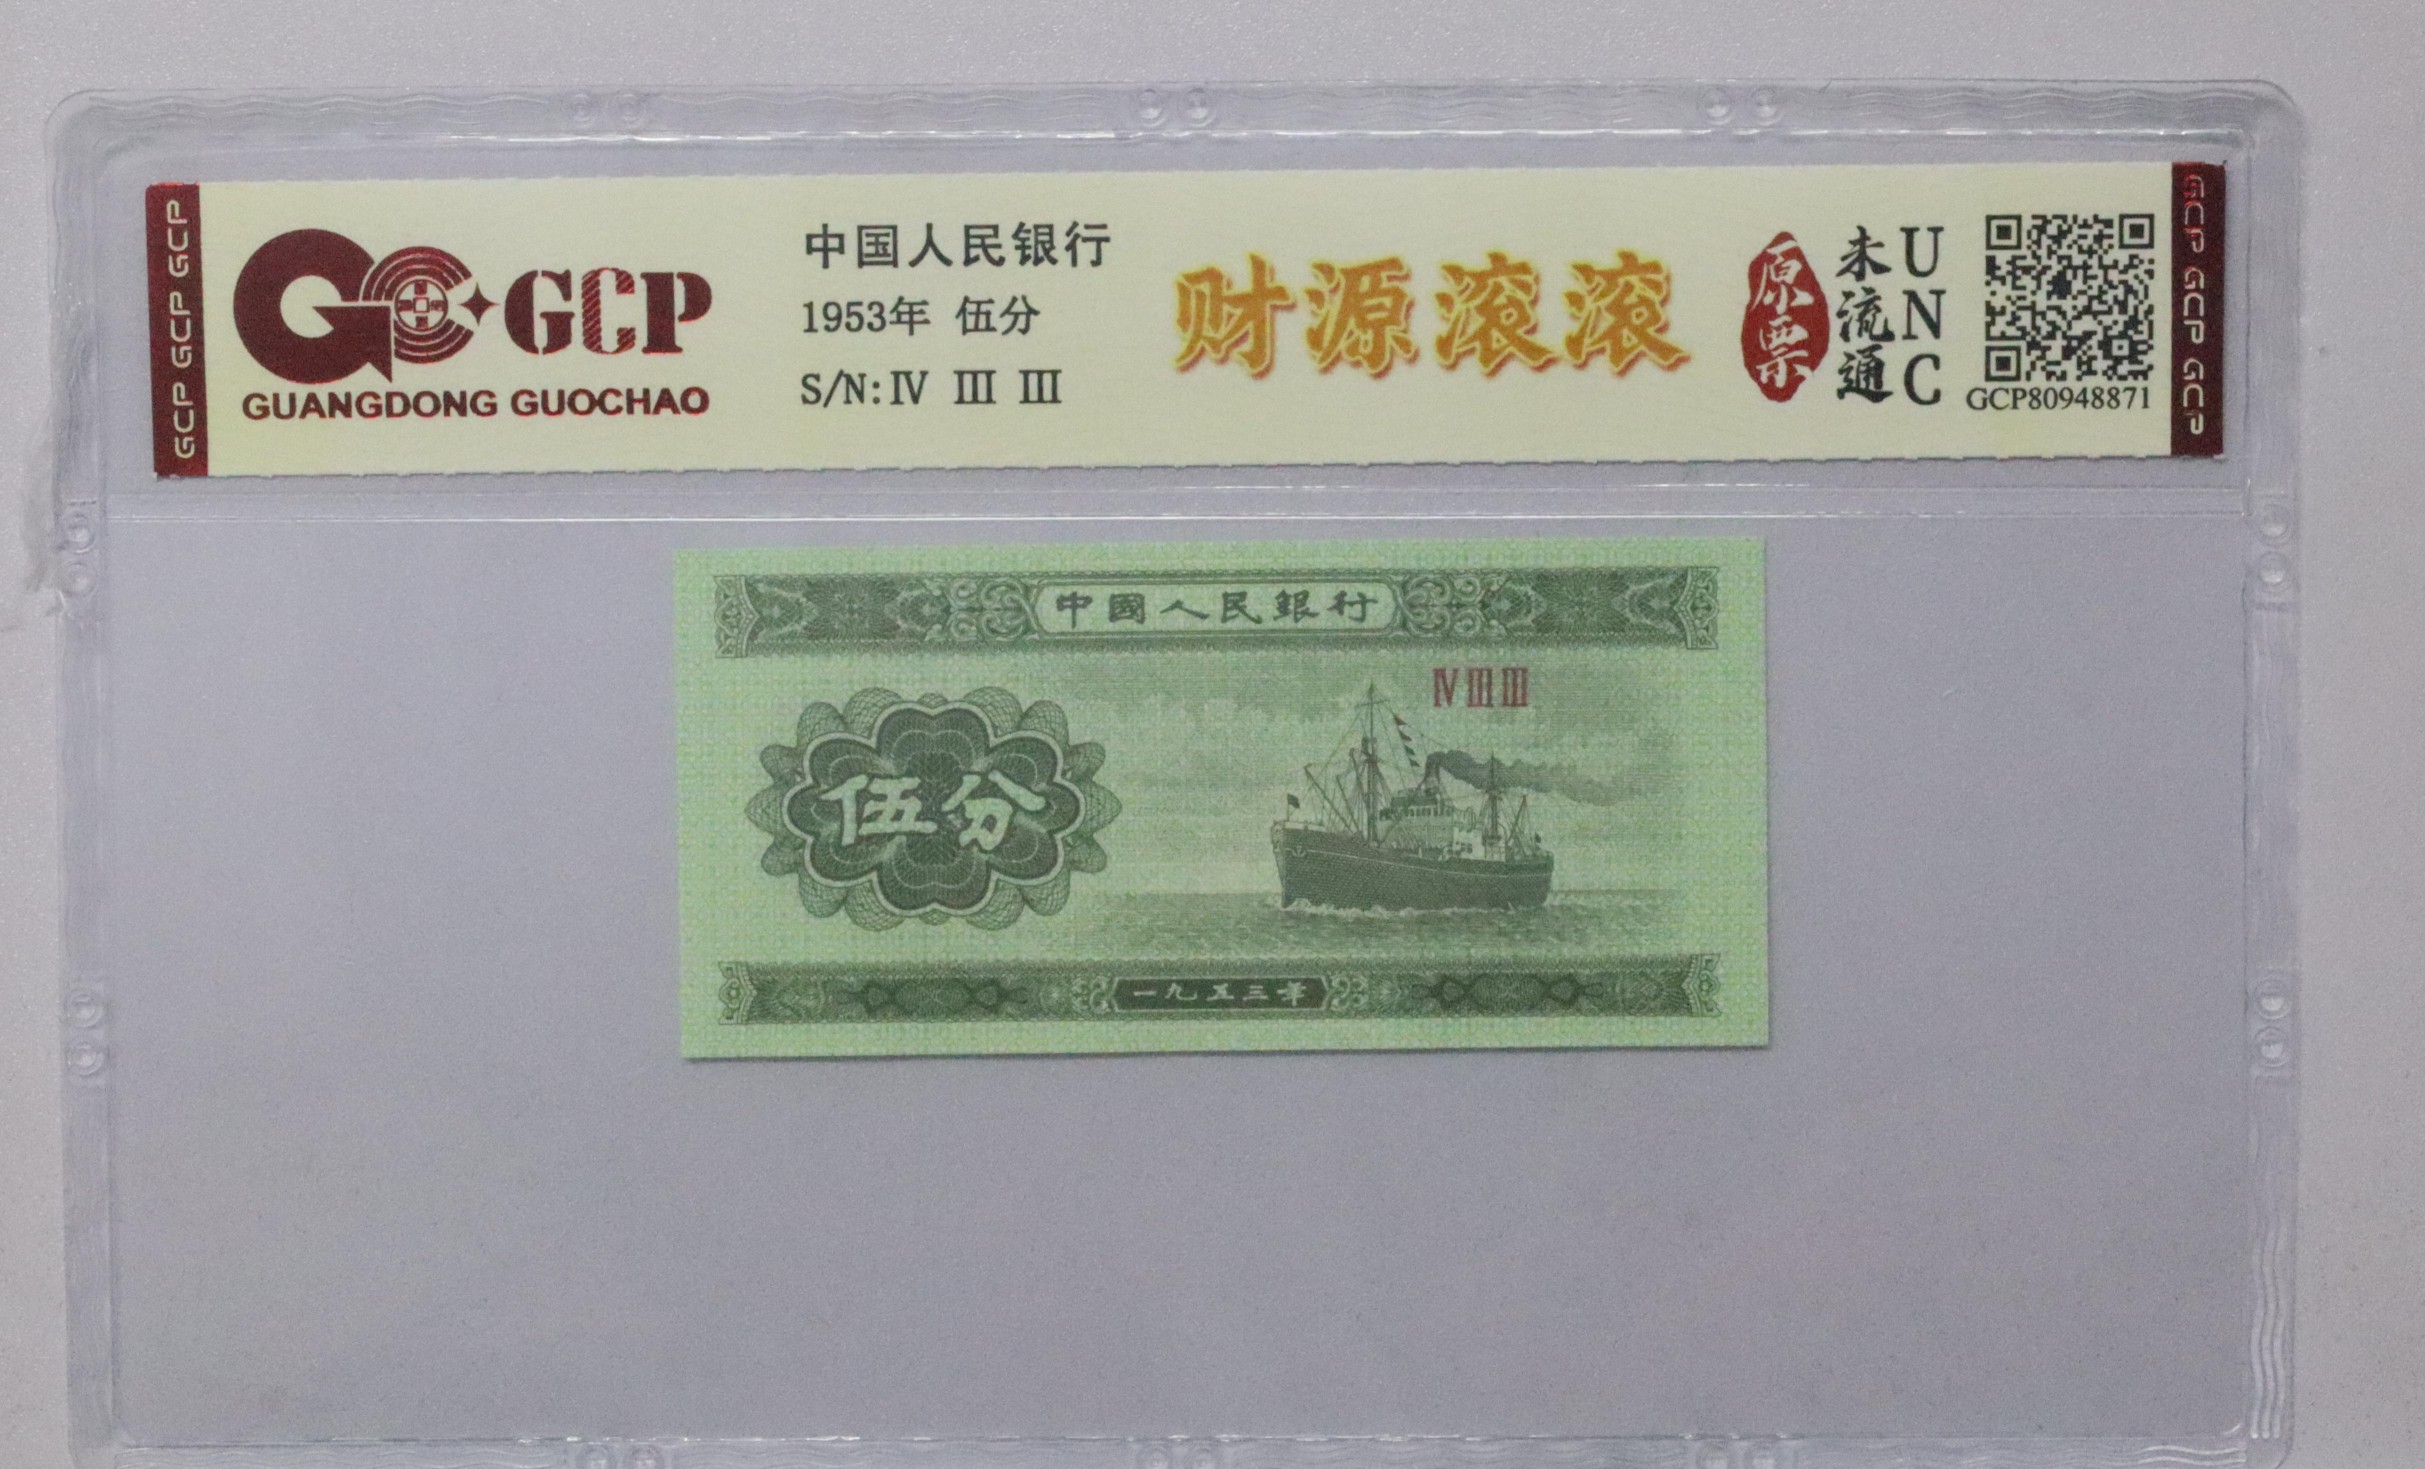 GCP GCP GCP
GCP
GUANGDONG GUOCHAO
中国人民银行
1953年 伍分
S/N: Ⅳ Ⅲ Ⅲ
财源滚滚
原票
未流通
UNC
GCP80948871
GCP GCP GCP
中國人民銀行
ⅣⅢⅢ
伍分
一九五三年